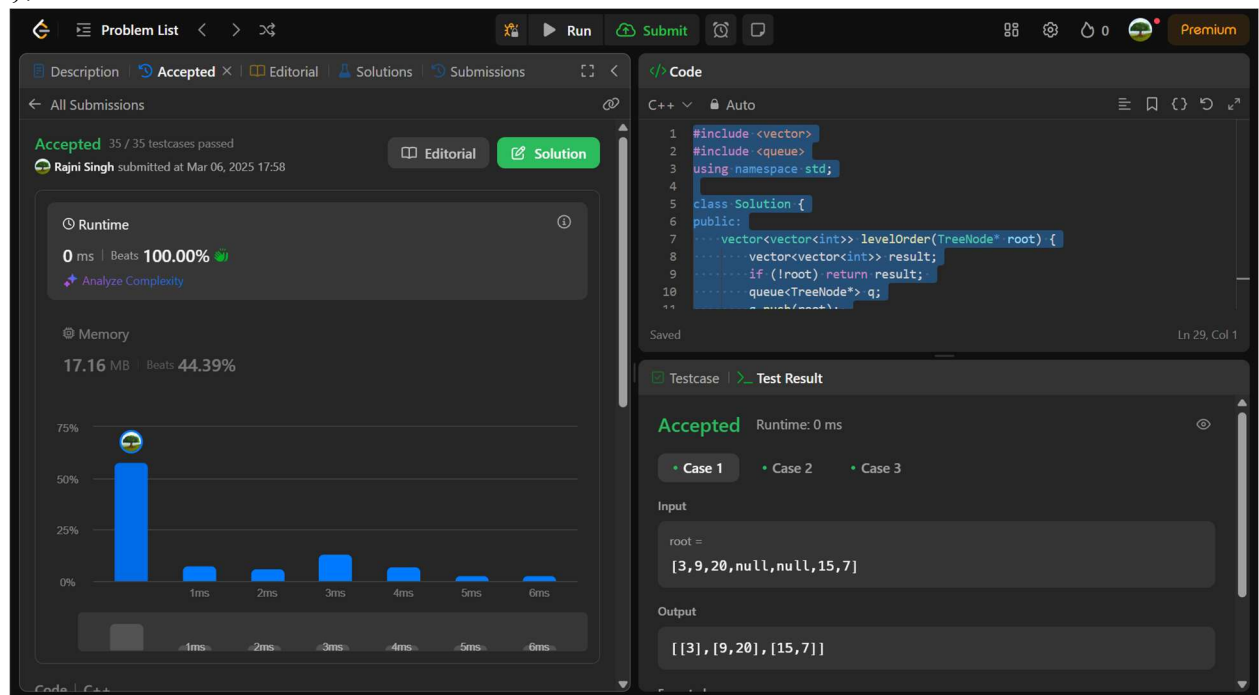 };
Problem List
Run
Submit
0
Premium
Description
Accepted
Editorial
Solutions
Submissions
All Submissions
Accepted 35 / 35 testcases passed
Rajni Singh submitted at Mar 06, 2025 17:58
Editorial
Solution
Runtime
0 ms Beats 100.00%
Analyze Complexity
Memory
17.16 MB Beats 44.39%
75%
50%
25%
0%
1ms 2ms 3ms 4ms 5ms 6ms
1ms 2ms 3ms 4ms 5ms 6ms
Code C++
</> Code
C++ Auto
1 #include <vector>
2 #include <queue>
3 using namespace std;
4
5 class Solution {
6 public:
7 vector<vector<int>> levelOrder(TreeNode* root) {
8 vector<vector<int>> result;
9 if (!root) return result;
10 queue<TreeNode*> q;
11 q.push(root);
Saved
Ln 29, Col 1
Testcase
>_ Test Result
Accepted Runtime: 0 ms
• Case 1 • Case 2 • Case 3
Input
root =
[3,9,20,null,null,15,7]
Output
[[3],[9,20],[15,7]]